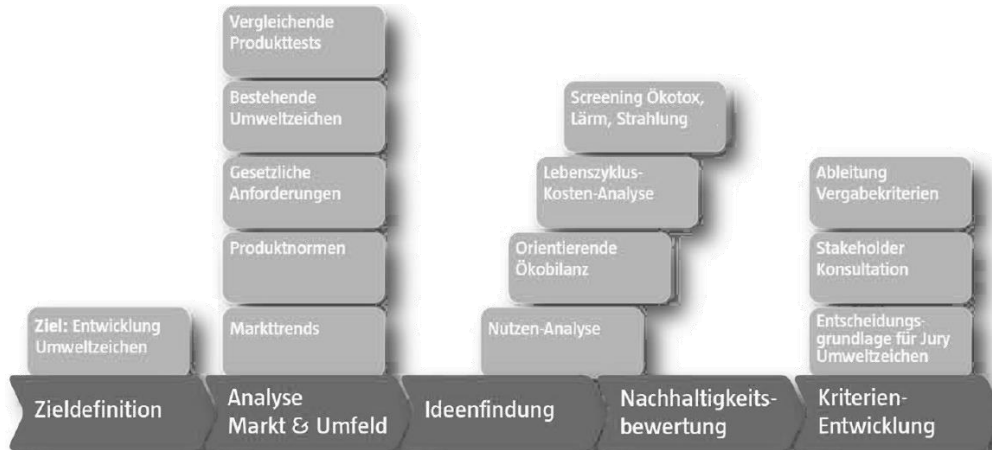 Vergleichende
Produkttests
Bestehende
Umweltzeichen
Gesetzliche
Anforderungen
Produktnormen
Markttrends
Ziel: Entwicklung
Umweltzeichen
Screening Ökotox,
Lärm, Strahlung
Lebenszyklus-
Kosten-Analyse
Orientierende
Ökobilanz
Nutzen-Analyse
Ableitung
Vergabekriterien
Stakeholder
Konsultation
Entscheidungs-
grundlage für Jury
Umweltzeichen
Zieldefinition
Analyse
Markt & Umfeld
Ideenfindung
Nachhaltigkeits-
bewertung
Kriterien-
Entwicklung